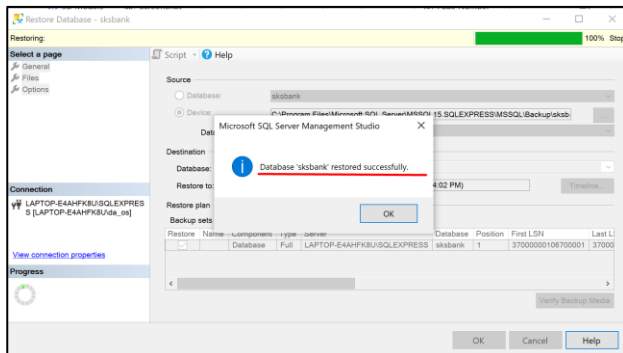 Restore Database - sksbank
Restoring:
100% Stop
Select a page
General
Files
Options
Script
Help
Source
Database:
sksbank
Device:
C:\Program Files\Microsoft SQL Server\MSSQL15.SQLEXPRESS\MSSQL\Backup\sksb
Microsoft SQL Server Management Studio
Database 'sksbank' restored successfully.
OK
Destination
Database:
Restore to:
4:02 PM)
Timeline...
Restore plan
Backup sets
Restore Name Component Type Server Database Position First LSN Last L
Database Full LAPTOP-E4AHFK8U\SQLEXPRESS sksbank 1 37000000106700001 37000
Connection
LAPTOP-E4AHFK8U\SQLEXPRES
S [LAPTOP-E4AHFK8U\da_os]
View connection properties
Progress
Verify Backup Media
OK Cancel Help